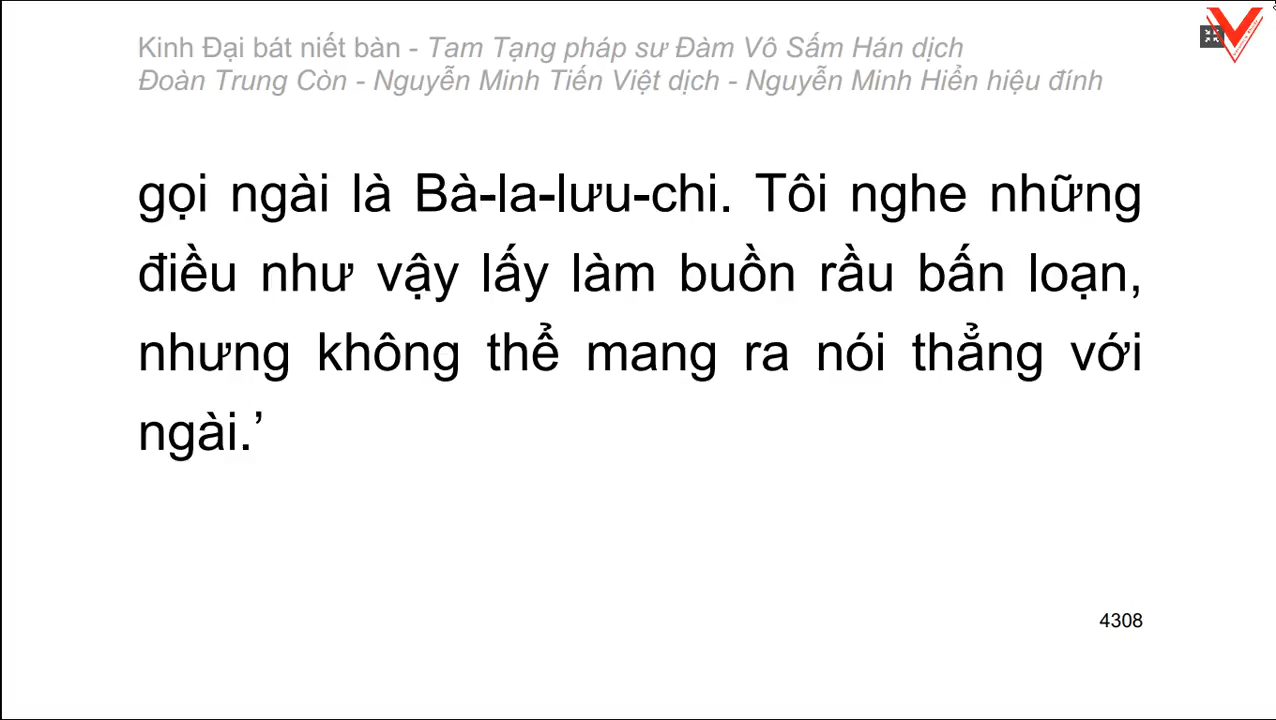 Kinh Đại bát niết bàn - Tam Tạng pháp sư Đàm Vô Sấm Hán dịch
Đoàn Trung Còn - Nguyễn Minh Tiến Việt dịch - Nguyễn Minh Hiển hiệu đính
gọi ngài là Bà-la-lưu-chi. Tôi nghe những
điều như vậy lấy làm buồn rầu bấn loạn,
nhưng không thể mang ra nói thẳng với
ngài.’
4308